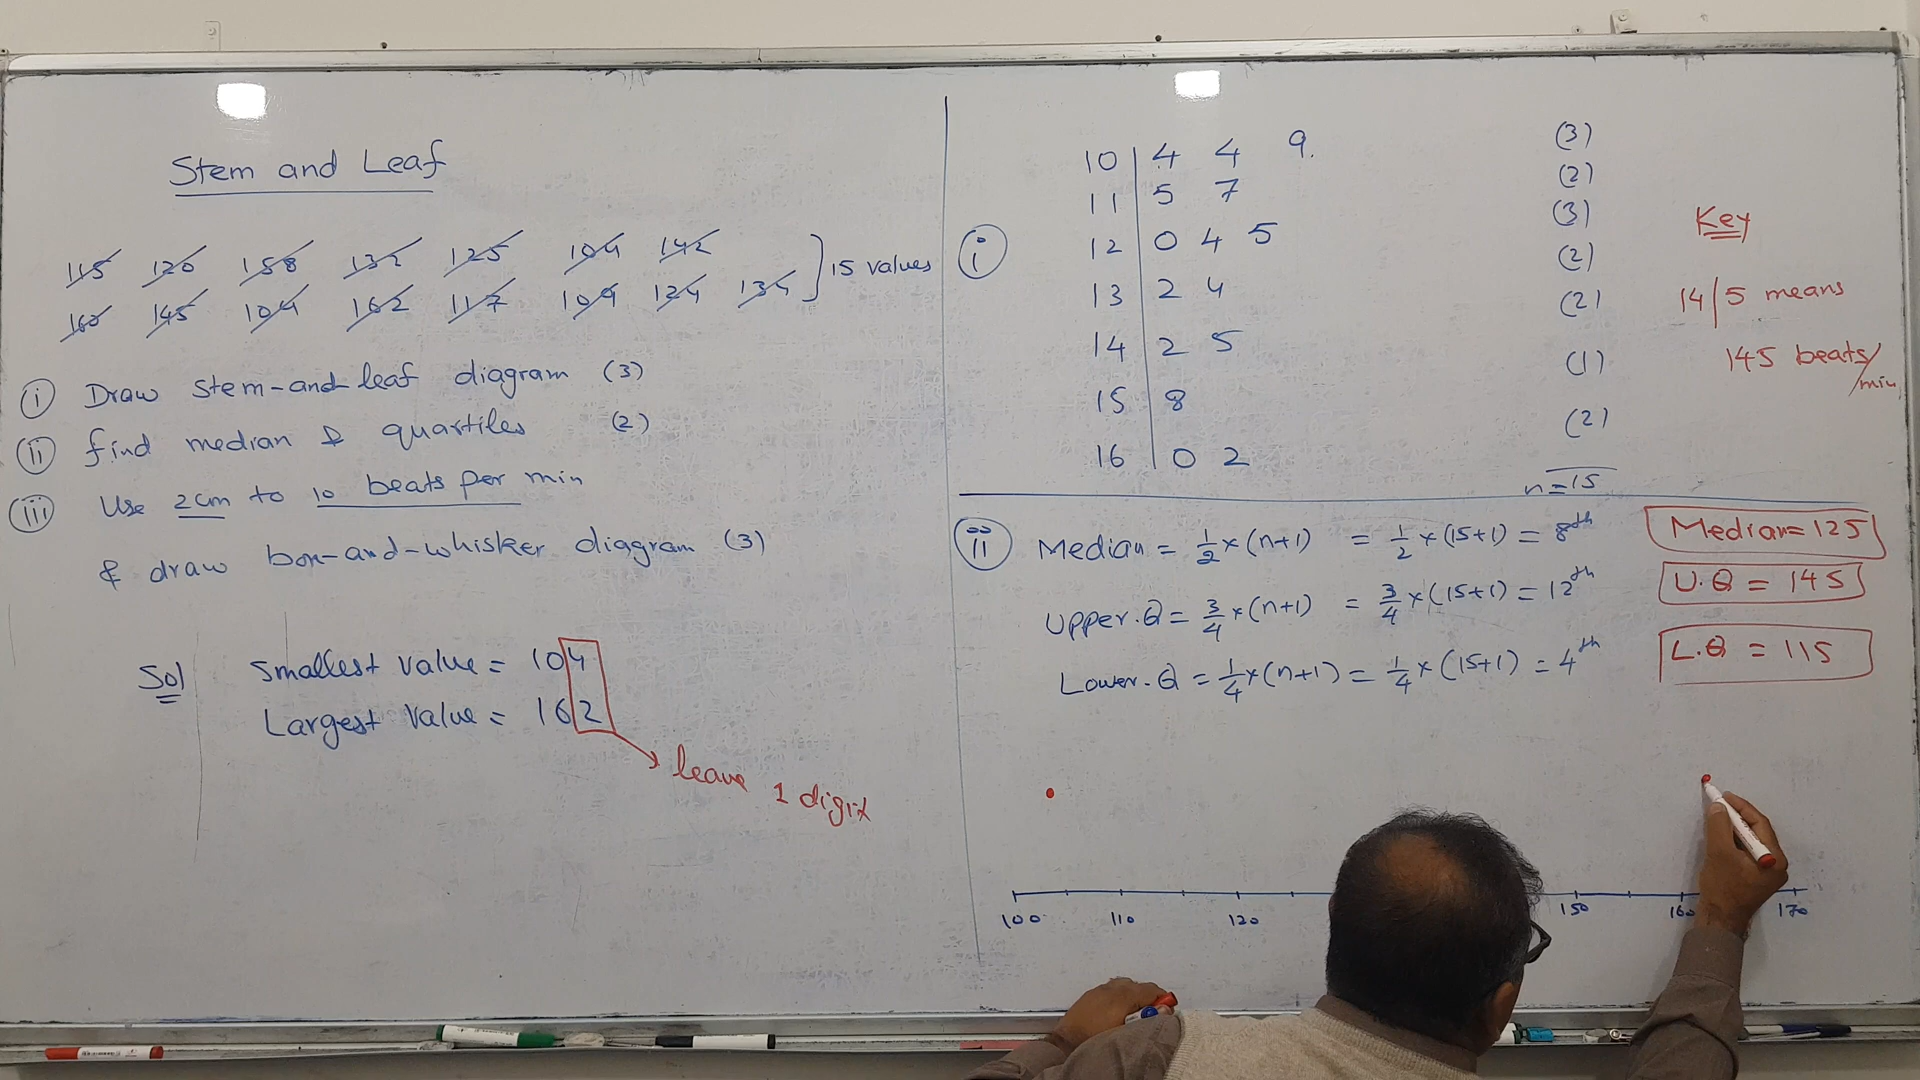 Stem and Leaf
115 120 158 132 125 104 142
160 145 104 162 117 109 124 134 } 15 values
(i) Draw stem-and-leaf diagram (3)
(ii) find median & quartiles (2)
(iii) Use 2cm to 10 beats per min
& draw box-and-whisker diagram (3)
Sol Smallest value = 104
Largest value = 162
leave 1 digit
(i)
10 | 4 4 9. (3)
11 | 5 7 (2)
12 | 0 4 5 (3)
13 | 2 4 (2)
14 | 2 5 (2)
15 | 8 (1)
16 | 0 2 (2)
n=15
Key
14|5 means
145 beats/min
(ii) Median = 1/2 × (n+1) = 1/2 × (15+1) = 8th Median=125
Upper.Q = 3/4 × (n+1) = 3/4 × (15+1) = 12th U.Q = 145
Lower.Q = 1/4 × (n+1) = 1/4 × (15+1) = 4th L.Q = 115
100 110 120 150 160 170